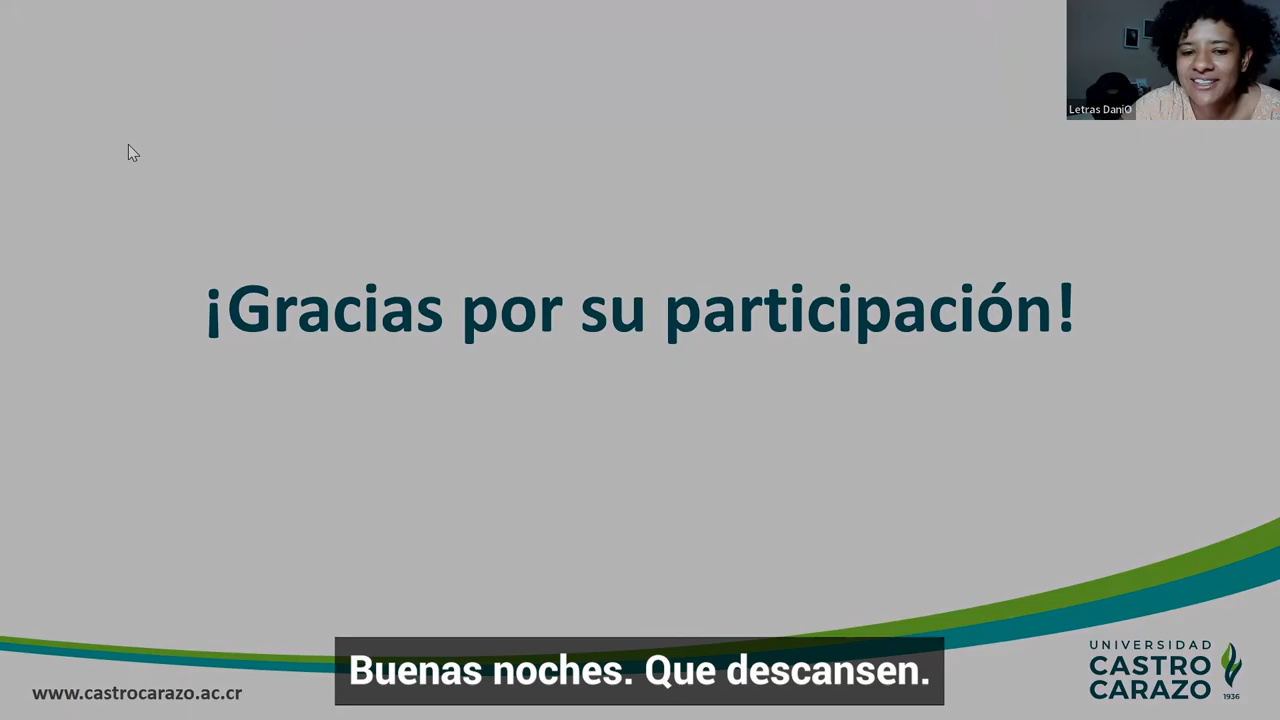 Letras DaniO
¡Gracias por su participación!
Buenas noches. Que descansen.
www.castrocarazo.ac.cr
UNIVERSIDAD
CASTRO
CARAZO
1936